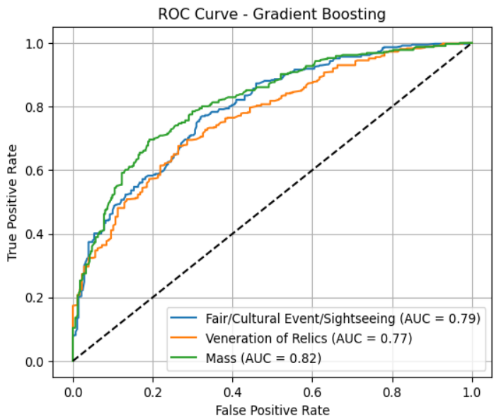 ROC Curve - Gradient Boosting
True Positive Rate
1.0
0.8
0.6
0.4
0.2
0.0
Fair/Cultural Event/Sightseeing (AUC = 0.79)
Veneration of Relics (AUC = 0.77)
Mass (AUC = 0.82)
0.0 0.2 0.4 0.6 0.8 1.0
False Positive Rate